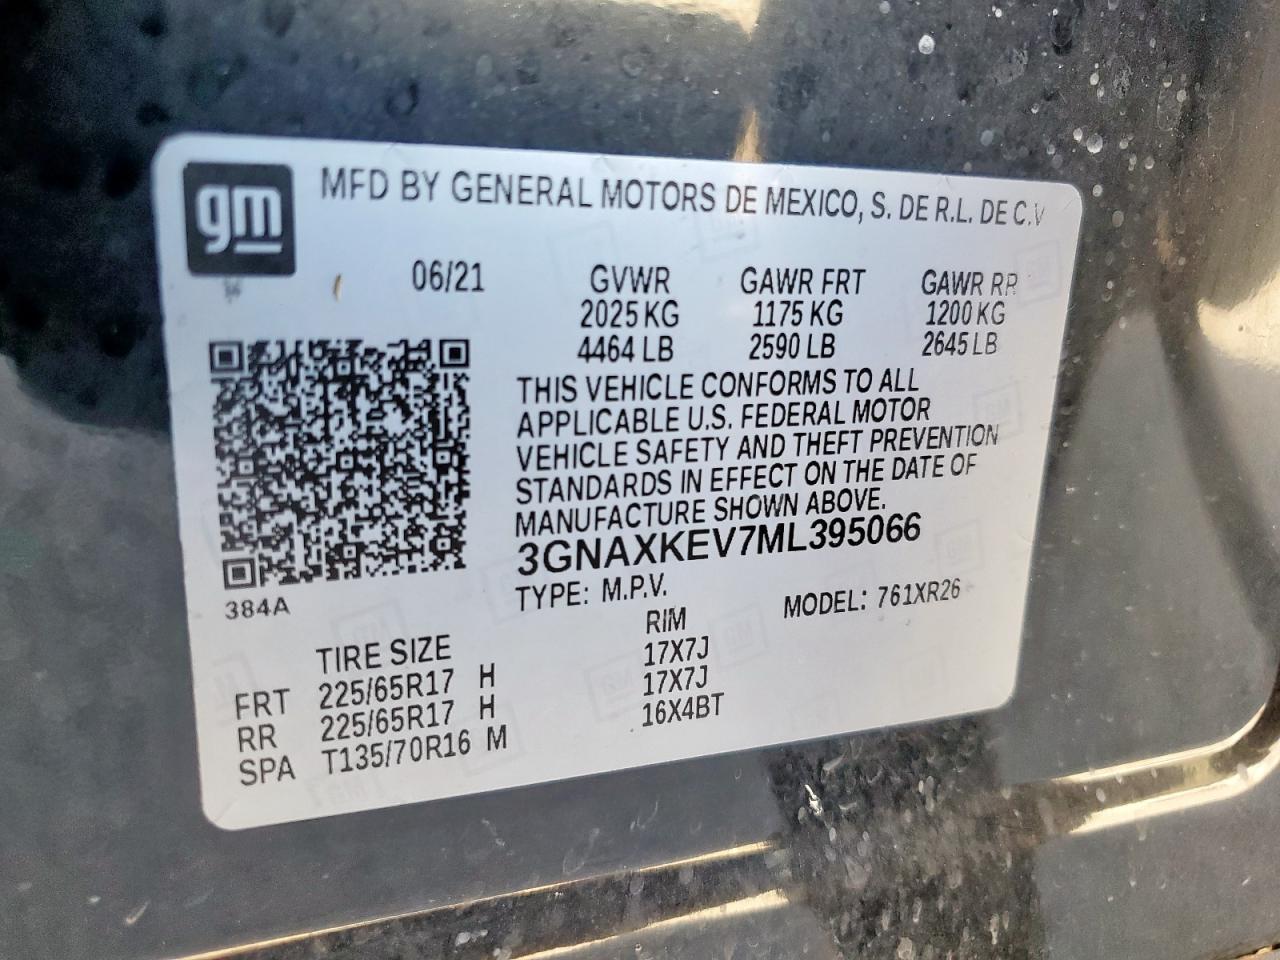 gm
MFD BY GENERAL MOTORS DE MEXICO, S. DE R.L. DE C.V
06/21 GVWR GAWR FRT GAWR RR
2025 KG 1175 KG 1200 KG
4464 LB 2590 LB 2645 LB
THIS VEHICLE CONFORMS TO ALL
APPLICABLE U.S. FEDERAL MOTOR
VEHICLE SAFETY AND THEFT PREVENTION
STANDARDS IN EFFECT ON THE DATE OF
MANUFACTURE SHOWN ABOVE.
3GNAXKEV7ML395066
TYPE: M.P.V. MODEL: 761XR26
384A
TIRE SIZE RIM
FRT 225/65R17 H 17X7J
RR 225/65R17 H 17X7J
SPA T135/70R16 M 16X4BT